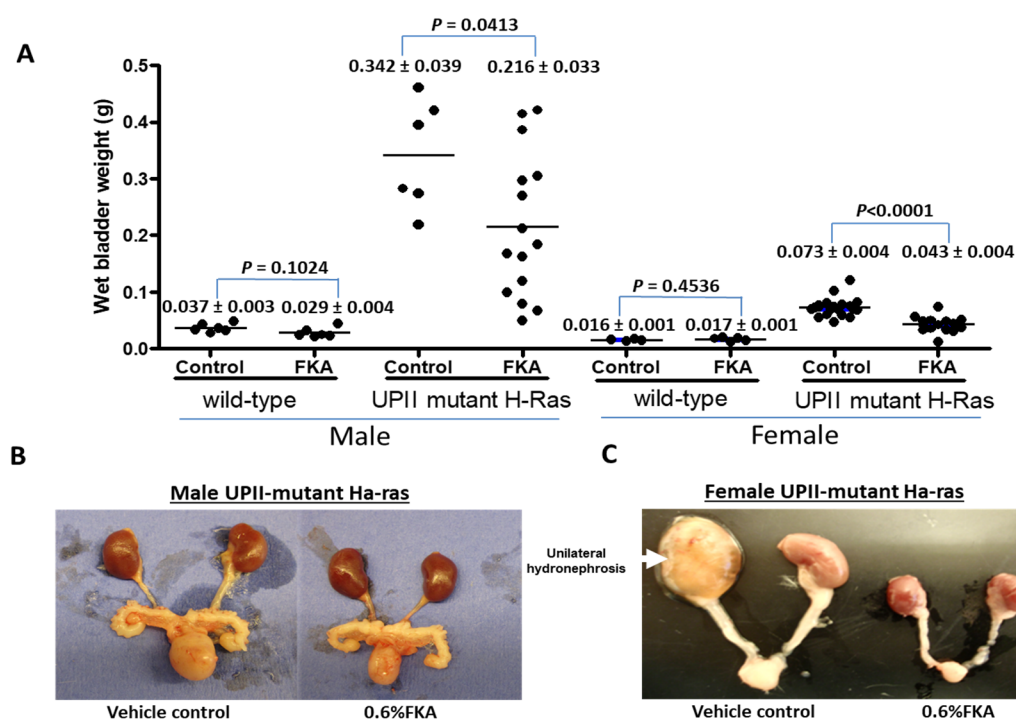 A
P = 0.0413
0.342 ± 0.039 0.216 ± 0.033
Wet bladder weight (g)
0.5
0.4
0.3
0.2
0.1
0.0
P<0.0001
0.073 ± 0.004 0.043 ± 0.004
P = 0.1024
0.037 ± 0.003 0.029 ± 0.004
P = 0.4536
0.016 ± 0.001 0.017 ± 0.001
Control FKA Control FKA Control FKA Control FKA
wild-type UPII mutant H-Ras wild-type UPII mutant H-Ras
Male Female
B
Male UPII-mutant Ha-ras
Vehicle control 0.6%FKA
C
Female UPII-mutant Ha-ras
Unilateral
hydronephrosis
Vehicle control 0.6%FKA